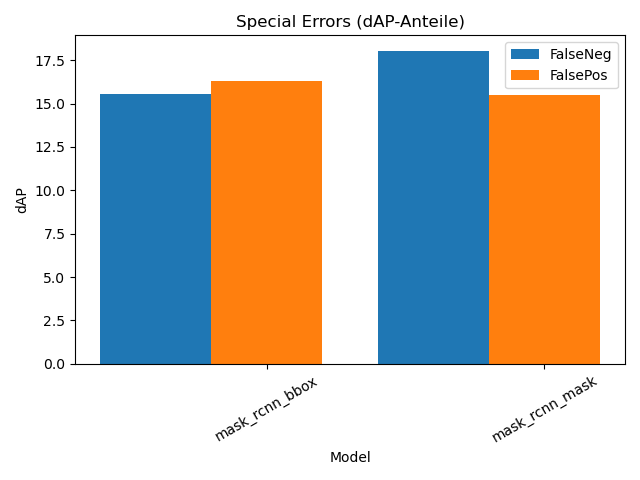 Special Errors (dAP-Anteile)
FalseNeg
FalsePos
dAP
17.5
15.0
12.5
10.0
7.5
5.0
2.5
0.0
mask_rcnn_bbox
mask_rcnn_mask
Model